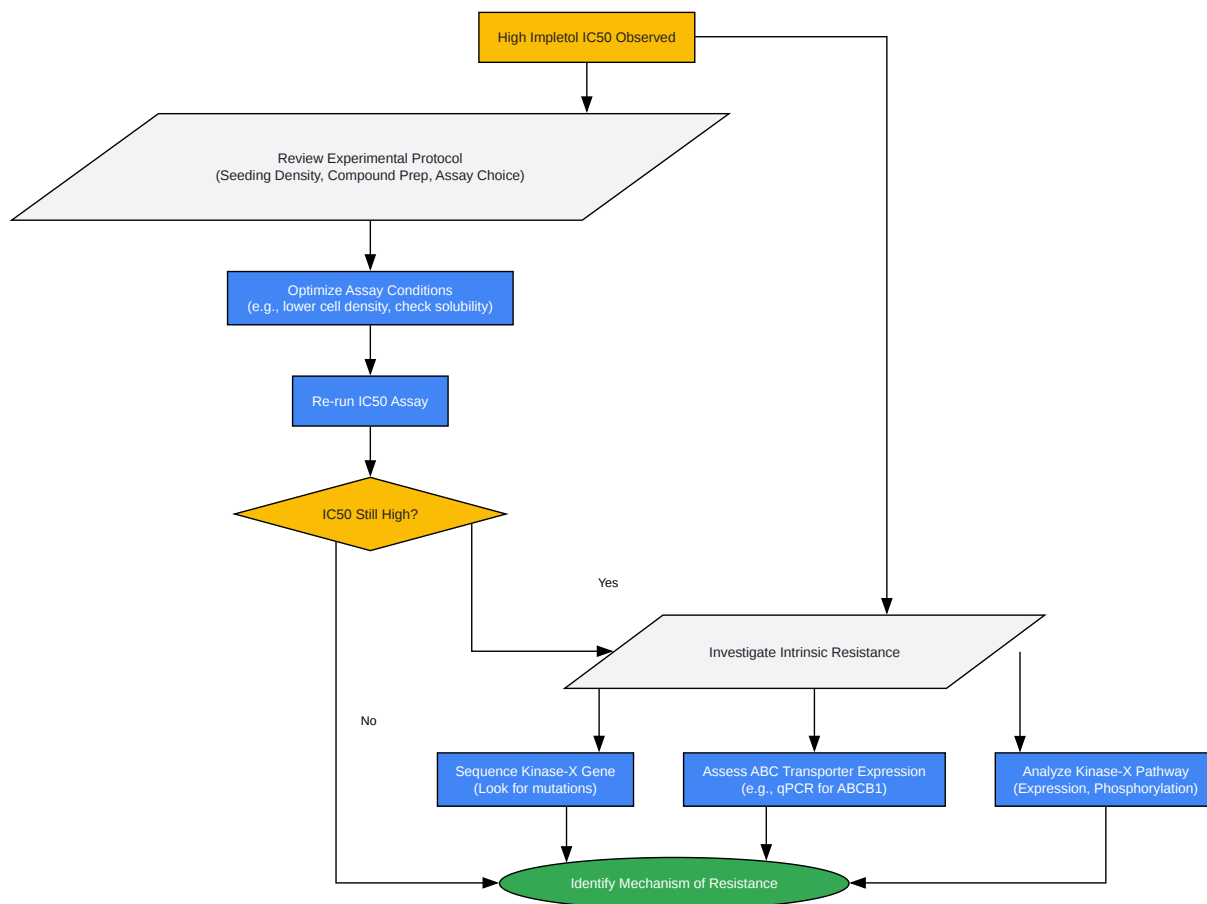 High Impletol IC50 Observed
Review Experimental Protocol
(Seeding Density, Compound Prep, Assay Choice)
Optimize Assay Conditions
(e.g., lower cell density, check solubility)
Re-run IC50 Assay
IC50 Still High?
Yes
Investigate Intrinsic Resistance
No
Sequence Kinase-X Gene
(Look for mutations)
Assess ABC Transporter Expression
(e.g., qPCR for ABCB1)
Analyze Kinase-X Pathway
(Expression, Phosphorylation)
Identify Mechanism of Resistance